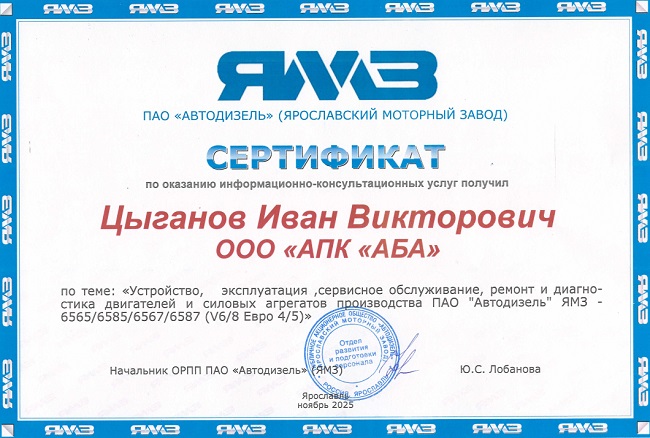 ЯМЗ
ПАО «АВТОДИЗЕЛЬ» (ЯРОСЛАВСКИЙ МОТОРНЫЙ ЗАВОД)
СЕРТИФИКАТ
по оказанию информационно-консультационных услуг получил
Цыганов Иван Викторович
ООО «АПК «АБА»
по теме: «Устройство, эксплуатация ,сервисное обслуживание, ремонт и диагно-
стика двигателей и силовых агрегатов производства ПАО "Автодизель" ЯМЗ -
6565/6585/6567/6587 (V6/8 Евро 4/5)»
Отдел
развития
и подготовки
персонала
Начальник ОРПП ПАО «Автодизель» (ЯМЗ)
Ю.С. Лобанова
Ярославль
ноябрь 2025